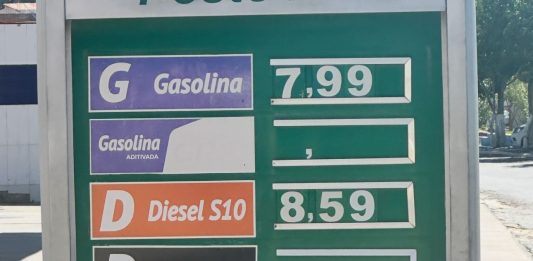 G Gasolina 7,99
Gasolina
ADITIVADA
,
D Diesel S10 8,59